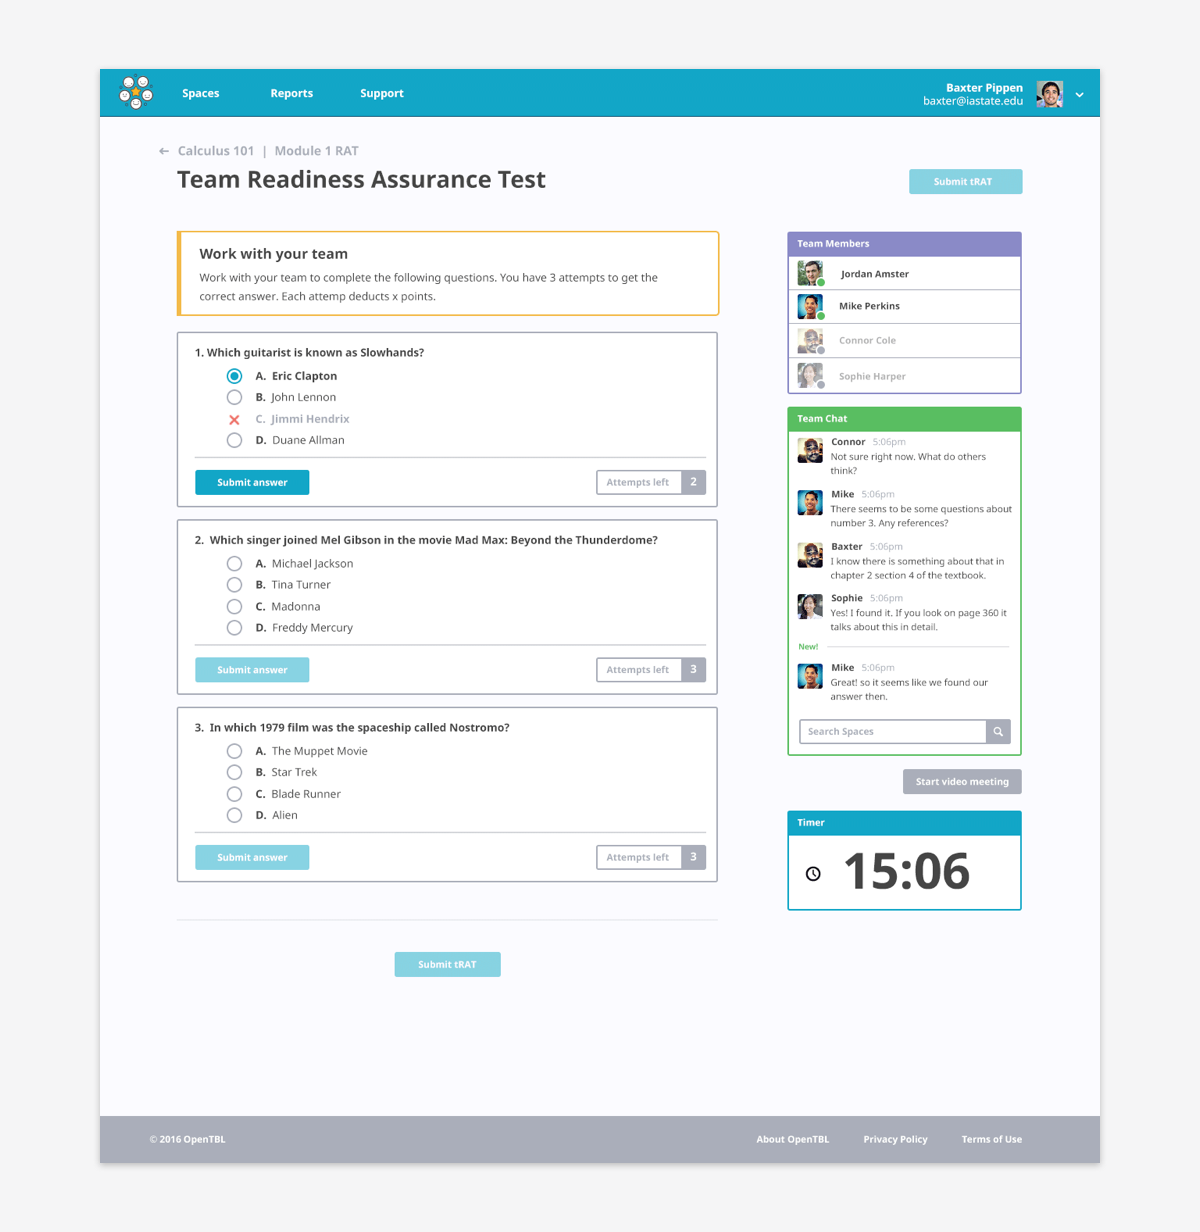 Spaces
Reports
Support
Baxter Pippen
baxter@iastate.edu
← Calculus 101 | Module 1 RAT
Team Readiness Assurance Test
Submit tRAT
Work with your team
Work with your team to complete the following questions. You have 3 attempts to get the
correct answer. Each attemp deducts x points.
1. Which guitarist is known as Slowhands?
A. Eric Clapton
B. John Lennon
C. Jimmi Hendrix
D. Duane Allman
Submit answer
Attempts left 2
2. Which singer joined Mel Gibson in the movie Mad Max: Beyond the Thunderdome?
A. Michael Jackson
B. Tina Turner
C. Madonna
D. Freddy Mercury
Submit answer
Attempts left 3
3. In which 1979 film was the spaceship called Nostromo?
A. The Muppet Movie
B. Star Trek
C. Blade Runner
D. Alien
Submit answer
Attempts left 3
Submit tRAT
Team Members
Jordan Amster
Mike Perkins
Connor Cole
Sophie Harper
Team Chat
Connor 5:06pm
Not sure right now. What do others
think?
Mike 5:06pm
There seems to be some questions about
number 3. Any references?
Baxter 5:06pm
I know there is something about that in
chapter 2 section 4 of the textbook.
Sophie 5:06pm
Yes! I found it. If you look on page 360 it
talks about this in detail.
New!
Mike 5:06pm
Great! so it seems like we found our
answer then.
Search Spaces
Start video meeting
Timer
15:06
© 2016 OpenTBL
About OpenTBL
Privacy Policy
Terms of Use